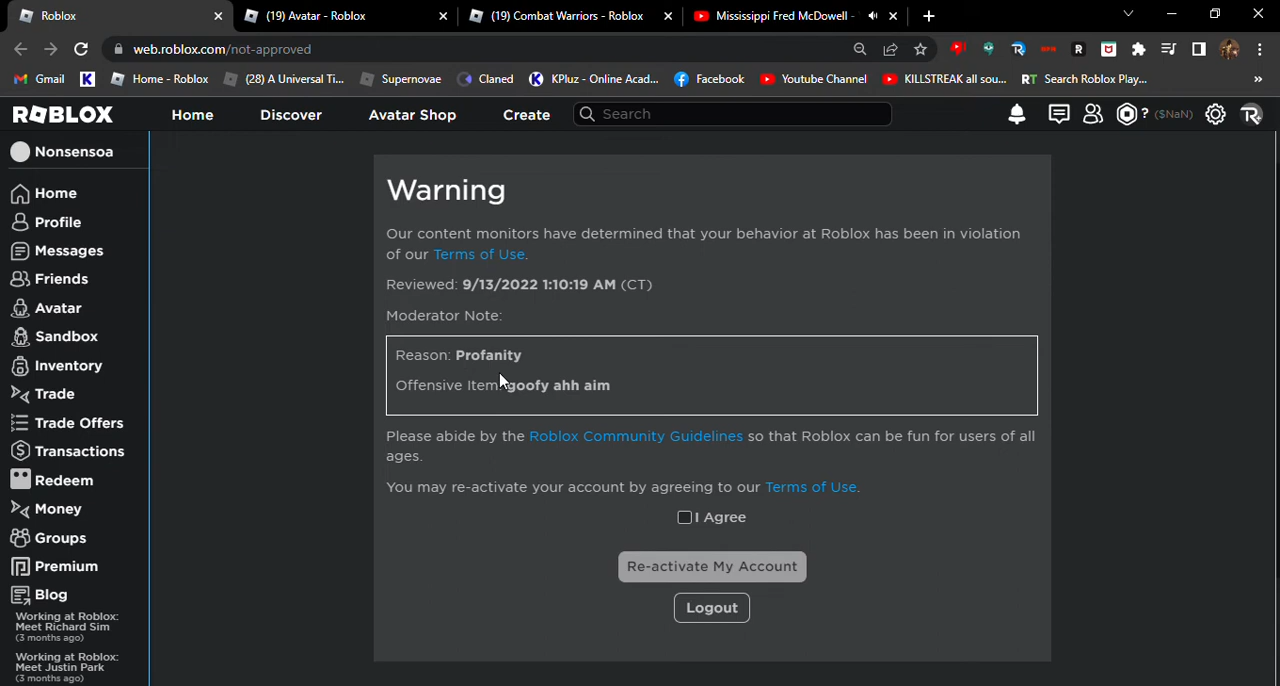 Roblox
(19) Avatar - Roblox
(19) Combat Warriors - Roblox
Mississippi Fred McDowell -
web.roblox.com/not-approved
Gmail
Home - Roblox
(28) A Universal Ti...
Supernovae
Claned
KPluz - Online Acad...
Facebook
Youtube Channel
KILLSTREAK all sou...
RT Search Roblox Play...
»
ROBLOX
Home
Discover
Avatar Shop
Create
Search
? ($NaN)
Nonsensoa
Home
Profile
Messages
Friends
Avatar
Sandbox
Inventory
Trade
Trade Offers
Transactions
Redeem
Money
Groups
Premium
Blog
Working at Roblox:
Meet Richard Sim
(3 months ago)
Working at Roblox:
Meet Justin Park
(3 months ago)
Warning
Our content monitors have determined that your behavior at Roblox has been in violation
of our Terms of Use.
Reviewed: 9/13/2022 1:10:19 AM (CT)
Moderator Note:
Reason: Profanity
Offensive Item: goofy ahh aim
Please abide by the Roblox Community Guidelines so that Roblox can be fun for users of all
ages.
You may re-activate your account by agreeing to our Terms of Use.
I Agree
Re-activate My Account
Logout